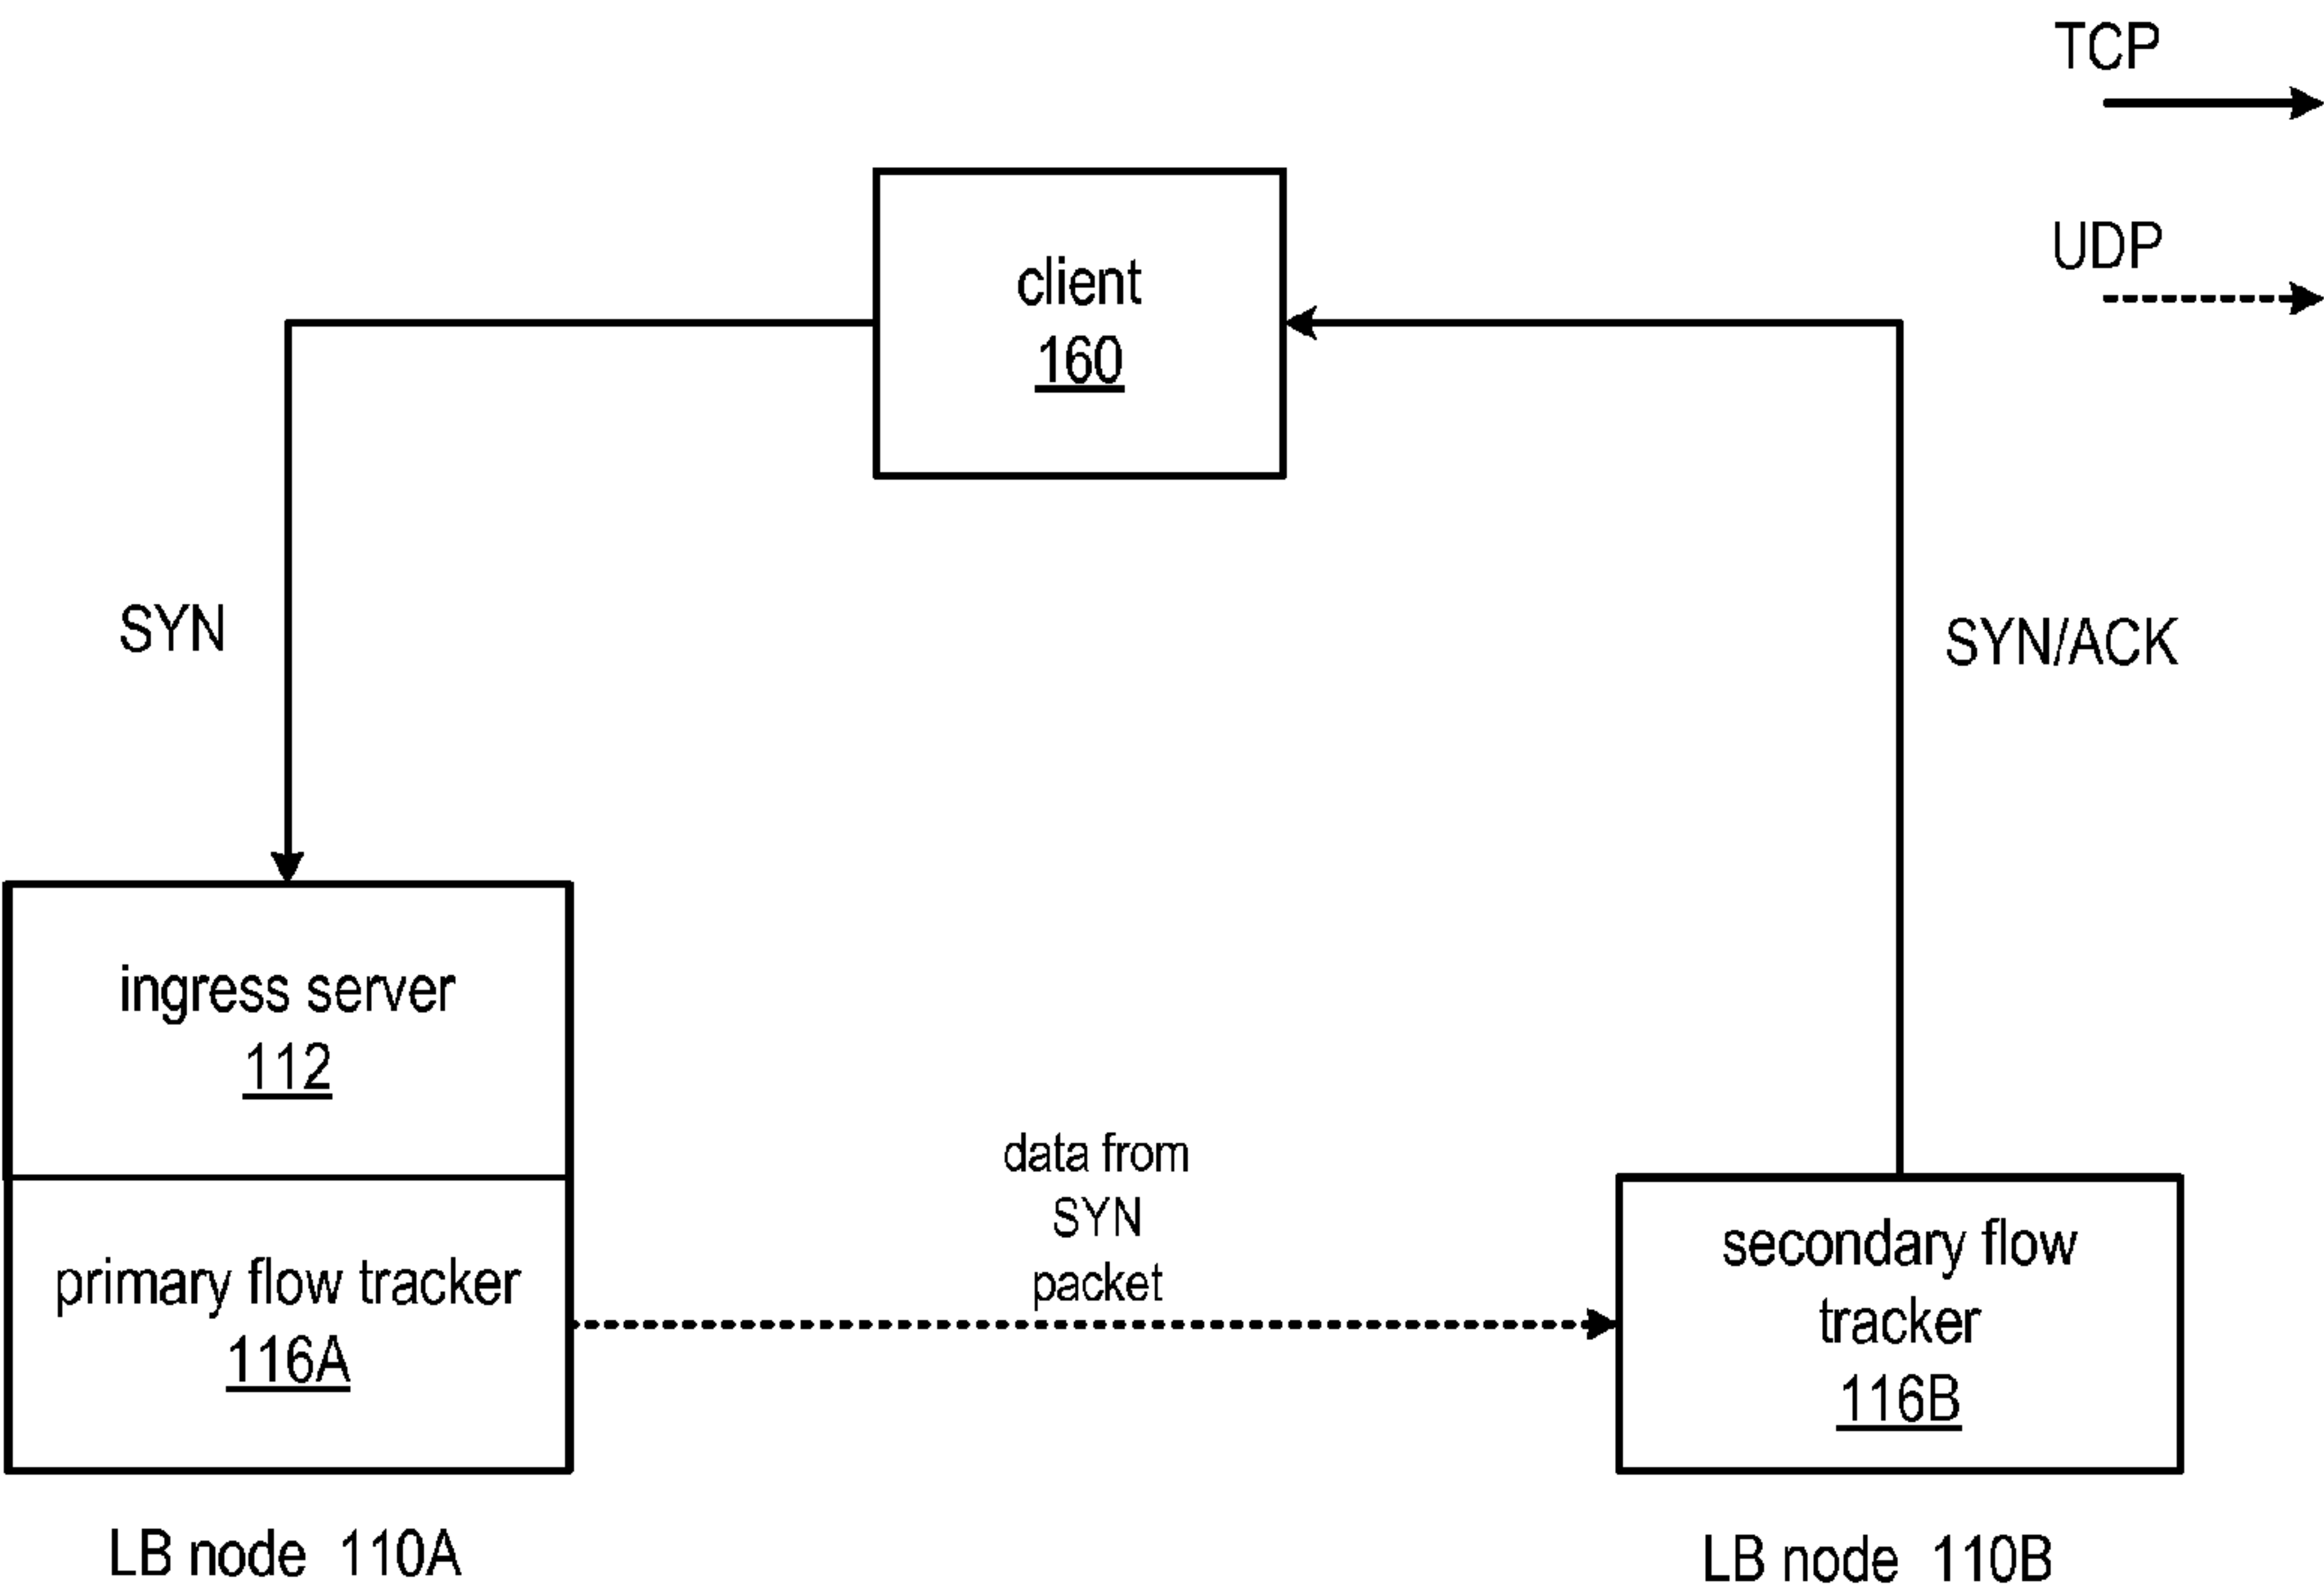 TCP
UDP
client
160
SYN
SYN/ACK
ingress server
112
data from
SYN
packet
primary flow tracker
116A
secondary flow
tracker
116B
LB node 110A
LB node 110B